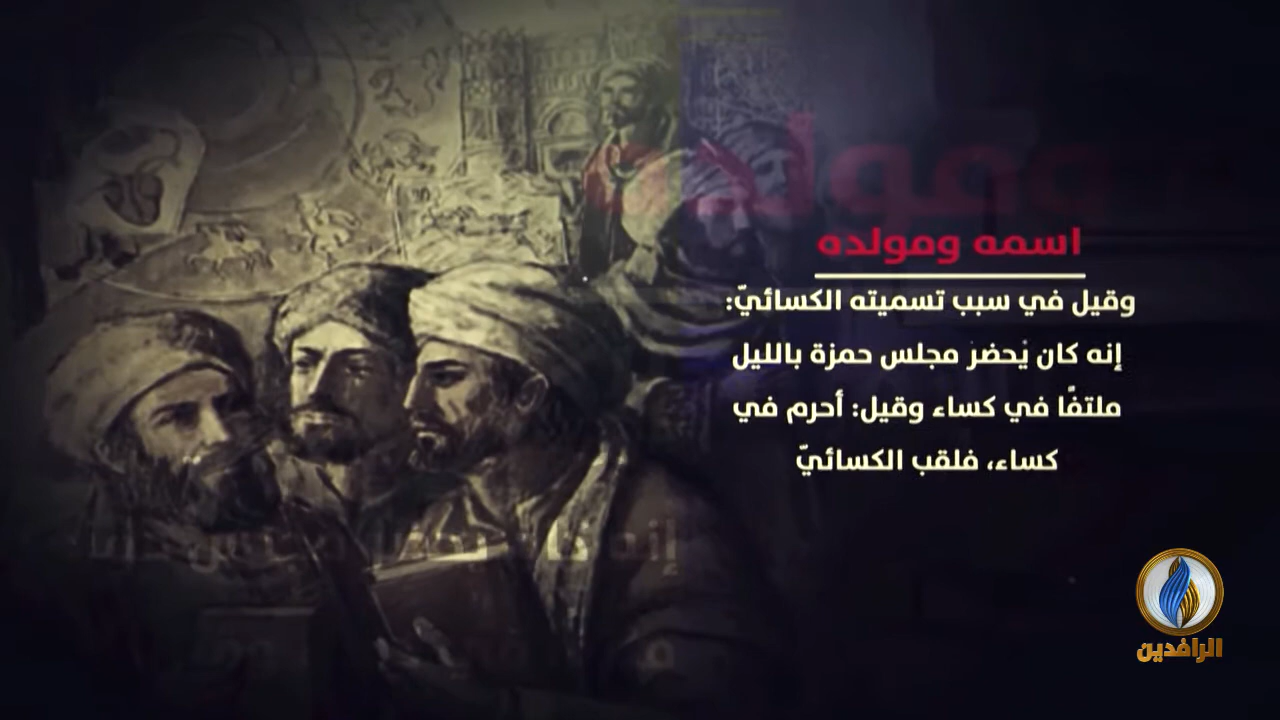 اسمه ومولده
وقيل في سبب تسميته الكسائيّ:
إنه كان يُحضر مجلس حمزة بالليل
ملتفًا في كساء وقيل: أحرم في
كساء، فلقب الكسائيّ
الرافدين